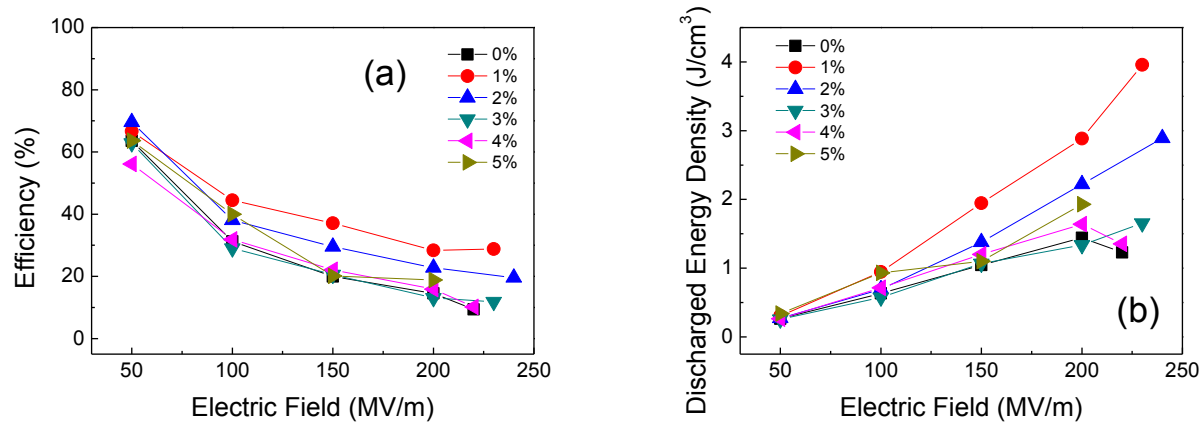 100
80
60
40
20
0
Efficiency (%)
(a)
0%
1%
2%
3%
4%
5%
50 100 150 200 250
Electric Field (MV/m)
4
3
2
1
0
Discharged Energy Density (J/cm³)
0%
1%
2%
3%
4%
5%
(b)
50 100 150 200 250
Electric Field (MV/m)